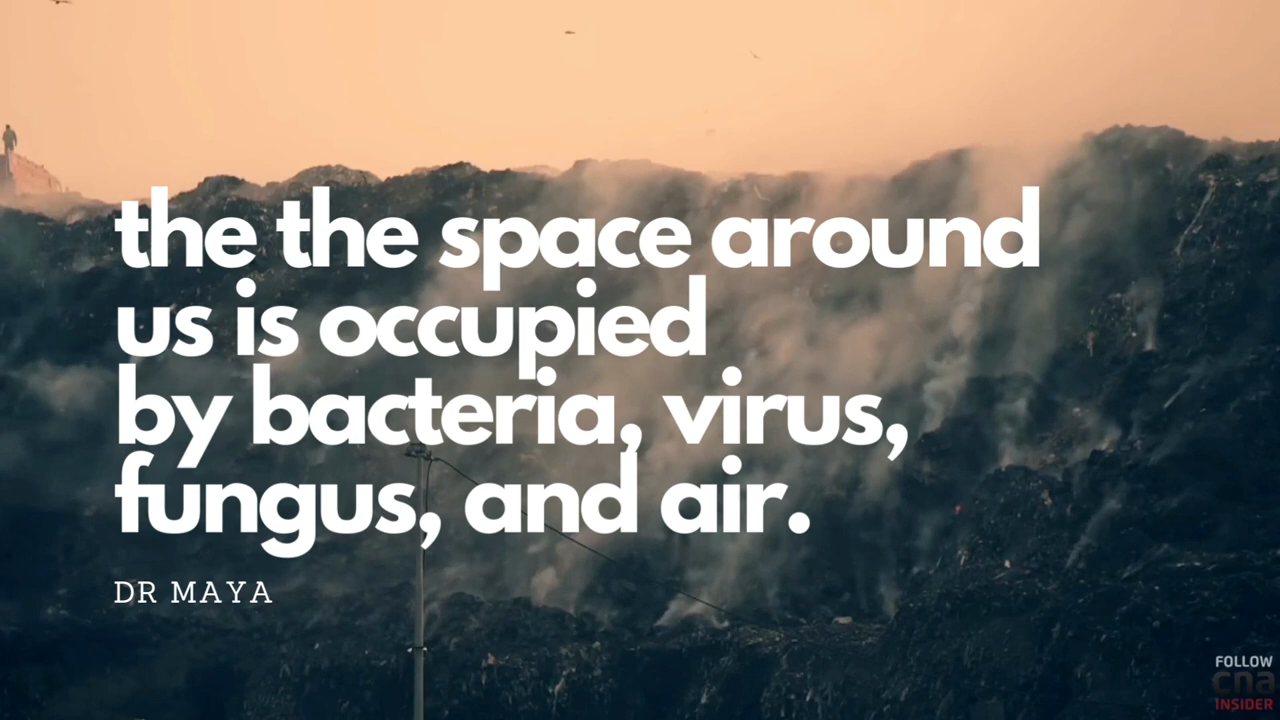 the the space around
us is occupied
by bacteria, virus,
fungus, and air.
DR MAYA
FOLLOW
cna
INSIDER